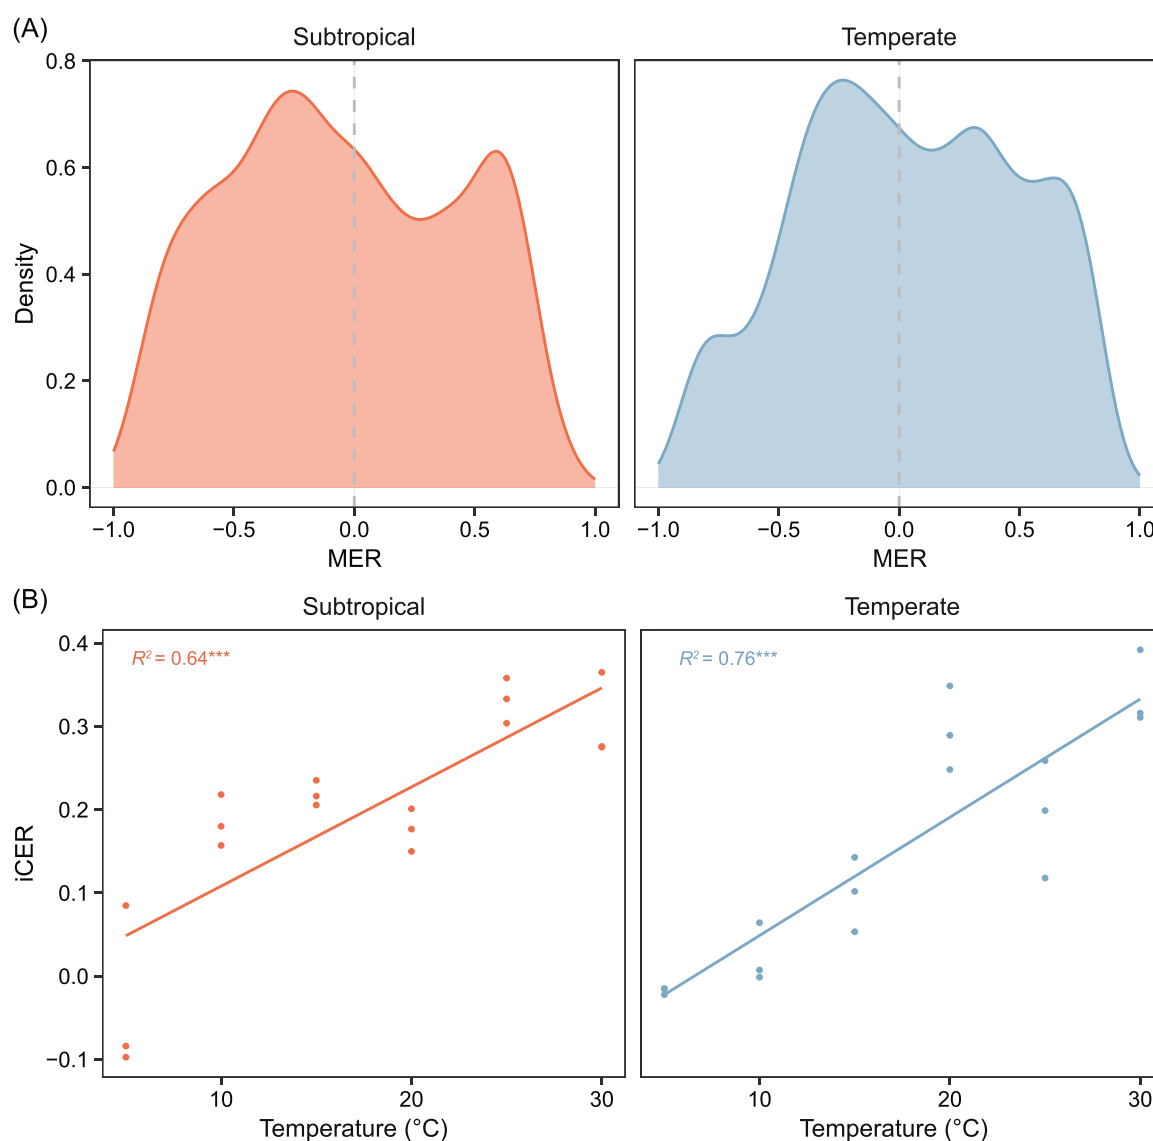 (A)
Subtropical
Temperate
0.8
0.6
0.4
0.2
0.0
Density
−1.0 −0.5 0.0 0.5 1.0
−1.0 −0.5 0.0 0.5 1.0
MER
MER
(B)
Subtropical
Temperate
R² = 0.64***
R² = 0.76***
0.4
0.3
0.2
0.1
0.0
−0.1
iCER
10 20 30
10 20 30
Temperature (°C)
Temperature (°C)